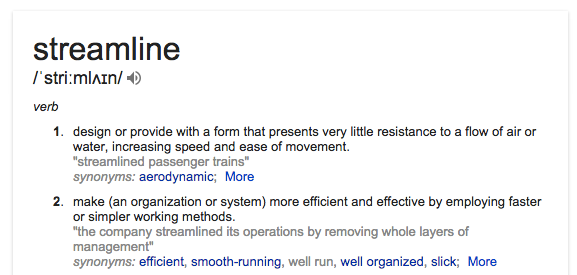 streamline
/ˈstriːmlʌɪn/
verb
1. design or provide with a form that presents very little resistance to a flow of air or
water, increasing speed and ease of movement.
"streamlined passenger trains"
synonyms: aerodynamic; More
2. make (an organization or system) more efficient and effective by employing faster
or simpler working methods.
"the company streamlined its operations by removing whole layers of
management"
synonyms: efficient, smooth-running, well run, well organized, slick; More